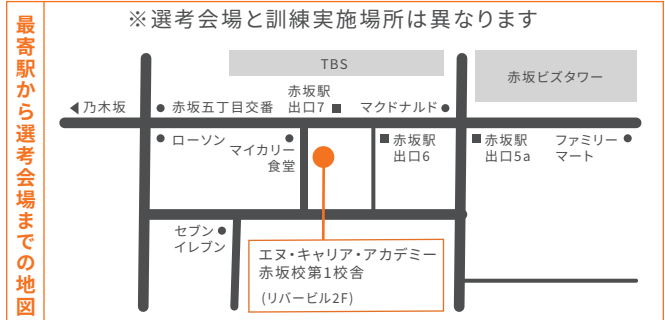 最寄駅から選考会場までの地図
※選考会場と訓練実施場所は異なります
TBS
赤坂ビズタワー
乃木坂
赤坂五丁目交番
赤坂駅
出口7
マクドナルド
ローソン
マイカリー
食堂
赤坂駅
出口6
赤坂駅
出口5a
ファミリー
マート
セブン
イレブン
エヌ・キャリア・アカデミー
赤坂校第1校舎
(リバービル2F)